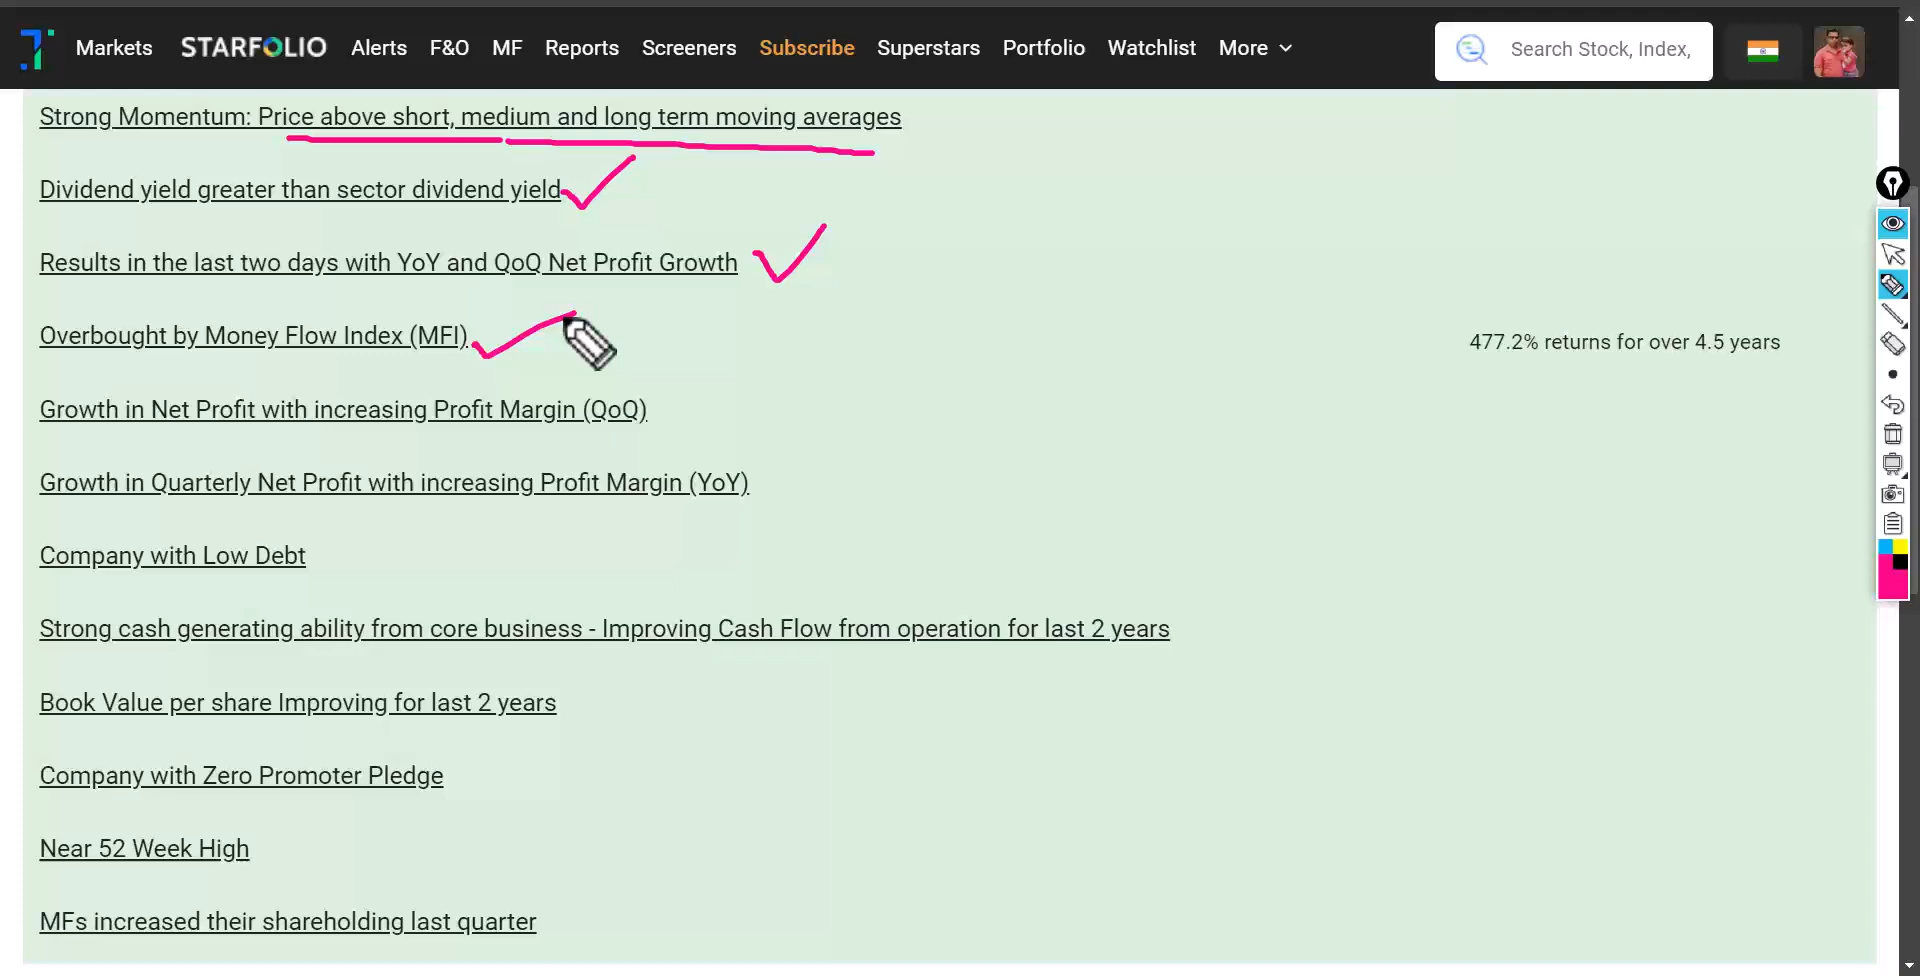 Markets STARFOLIO Alerts F&O MF Reports Screeners Subscribe Superstars Portfolio Watchlist More Search Stock, Index,
Strong Momentum: Price above short, medium and long term moving averages
Dividend yield greater than sector dividend yield
Results in the last two days with YoY and QoQ Net Profit Growth
Overbought by Money Flow Index (MFI) 477.2% returns for over 4.5 years
Growth in Net Profit with increasing Profit Margin (QoQ)
Growth in Quarterly Net Profit with increasing Profit Margin (YoY)
Company with Low Debt
Strong cash generating ability from core business - Improving Cash Flow from operation for last 2 years
Book Value per share Improving for last 2 years
Company with Zero Promoter Pledge
Near 52 Week High
MFs increased their shareholding last quarter